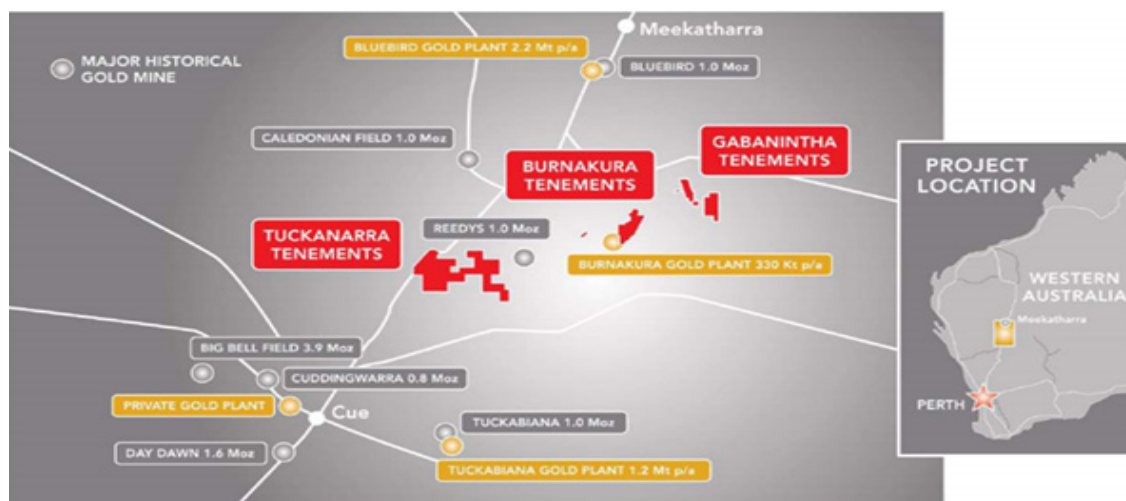 MAJOR HISTORICAL
GOLD MINE
BLUEBIRD GOLD PLANT 2.2 Mt p/a
Meekatharra
BLUEBIRD 1.0 Moz
CALEDONIAN FIELD 1.0 Moz
BURNAKURA
TENEMENTS
GABANINTHA
TENEMENTS
TUCKANARRA
TENEMENTS
REEDYS 1.0 Moz
BURNAKURA GOLD PLANT 330 Kt p/a
BIG BELL FIELD 3.9 Moz
CUDDINGWARRA 0.8 Moz
PRIVATE GOLD PLANT
Cue
DAY DAWN 1.6 Moz
TUCKABIANA 1.0 Moz
TUCKABIANA GOLD PLANT 1.2 Mt p/a
PROJECT
LOCATION
WESTERN
AUSTRALIA
Meekatharra
PERTH